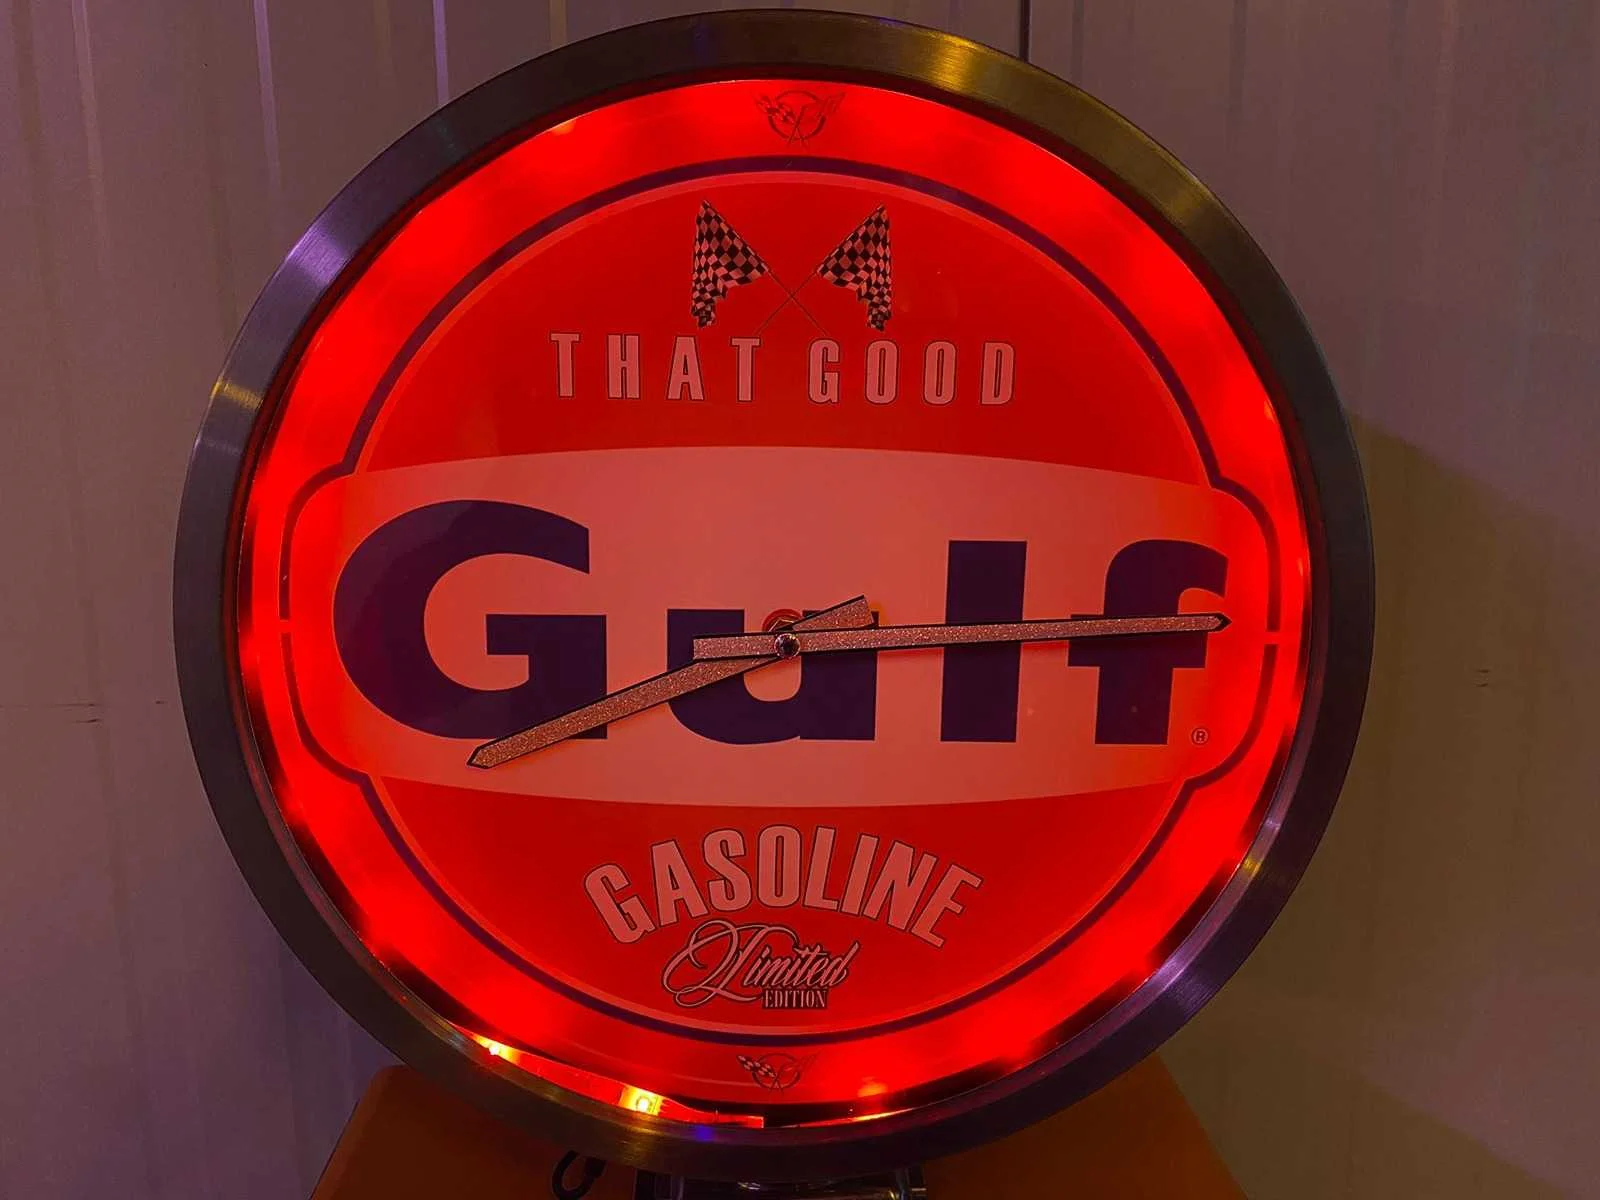 THAT GOOD
Gulf
®
GASOLINE
Limited
EDITION